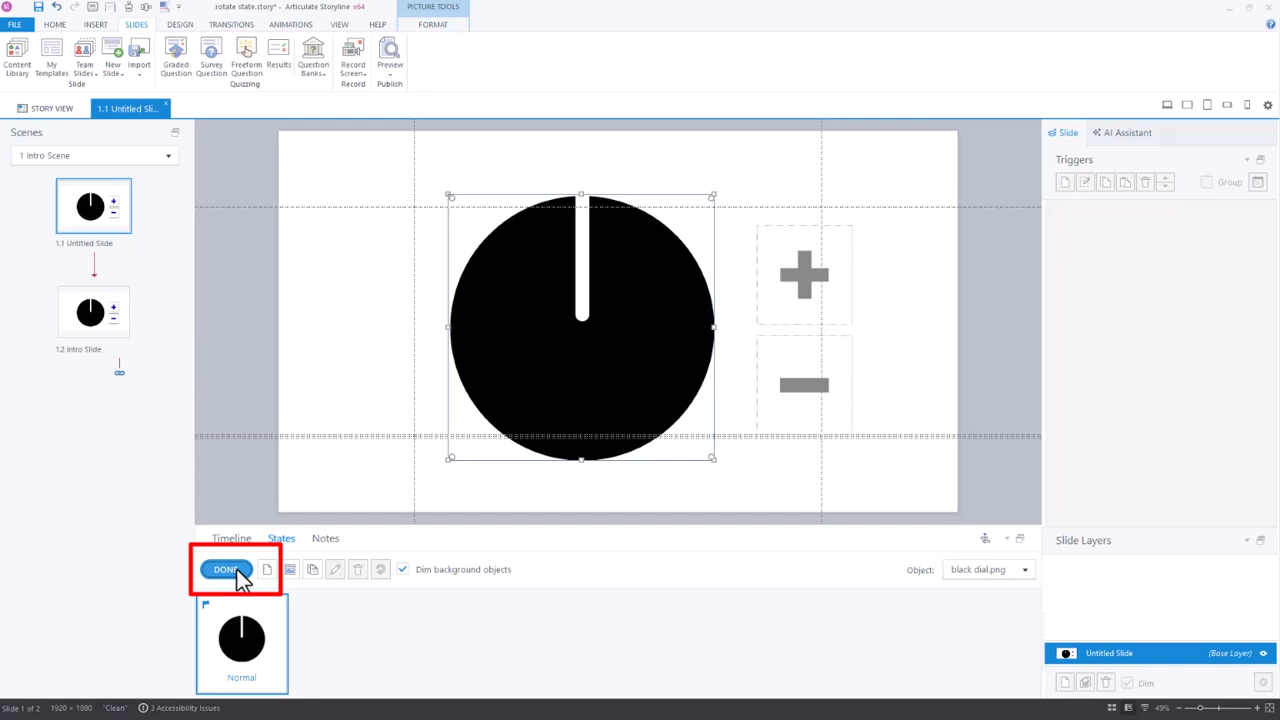 rotate state.story* - Articulate Storyline x64
PICTURE TOOLS
FILE HOME INSERT SLIDES DESIGN TRANSITIONS ANIMATIONS VIEW HELP FORMAT
Content Library
My Templates
Team Slides
New Slide
Import
Slide
Graded Question
Survey Question
Freeform Question
Results
Question Banks
Quizzing
Record Screen
Record
Preview
Publish
STORY VIEW
1.1 Untitled Sli...
Scenes
1 Intro Scene
1.1 Untitled Slide
1.2 Intro Slide
Slide
AI Assistant
Triggers
Group
Timeline States Notes
DONE
Dim background objects
Object: black dial.png
Normal
Slide Layers
Untitled Slide (Base Layer)
Dim
Slide 1 of 2 1920 × 1080 "Clean" 3 Accessibility Issues
49%